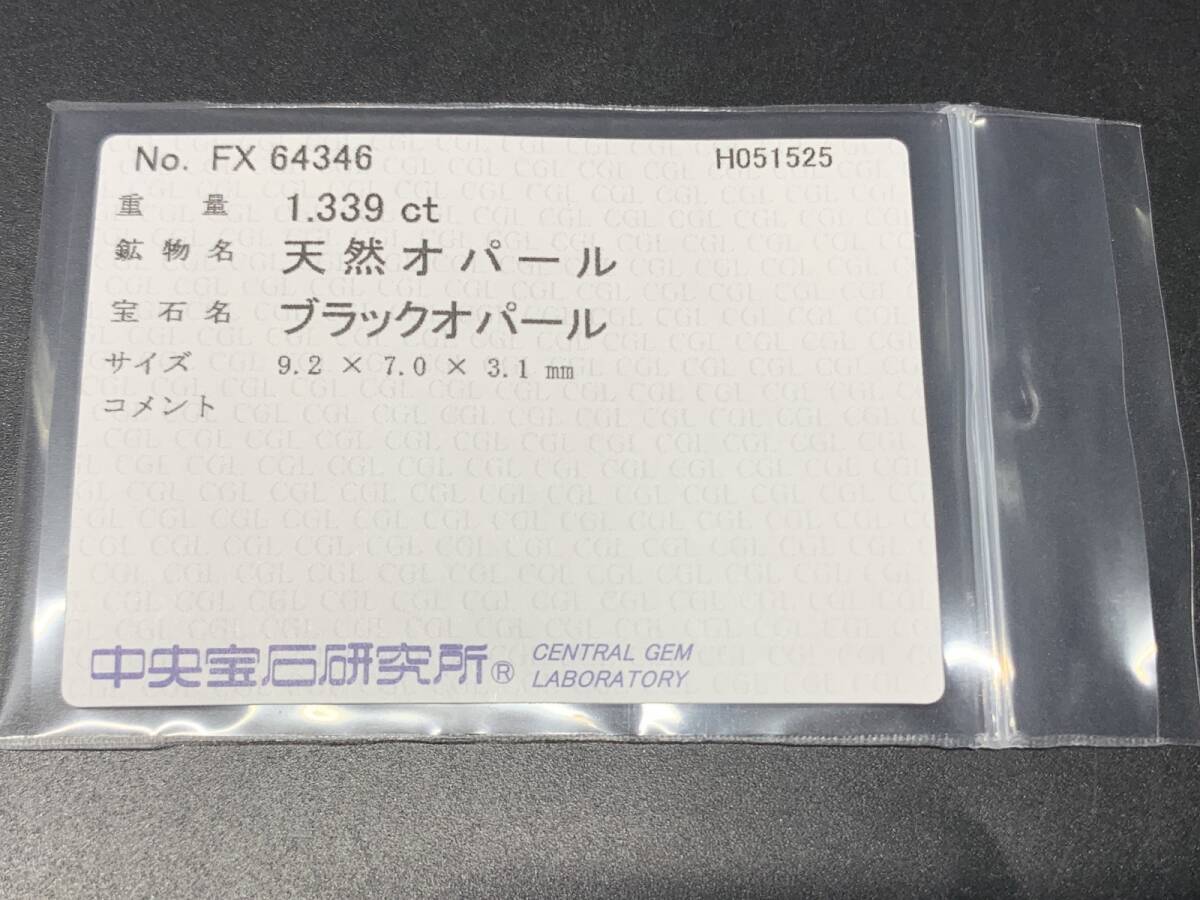 No. FX 64346 H051525
重量 1.339 ct
鉱物名 天然オパール
宝石名 ブラックオパール
サイズ 9.2 × 7.0 × 3.1 mm
コメント
中央宝石研究所® CENTRAL GEM
LABORATORY